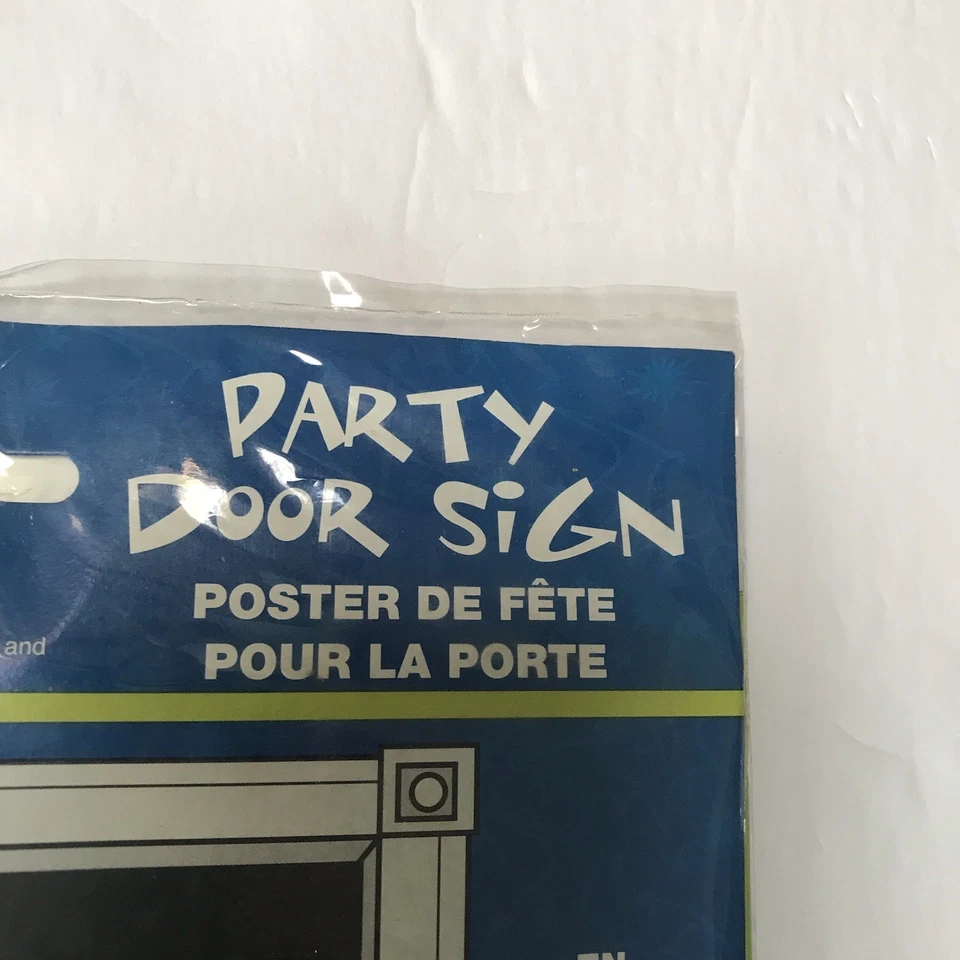 PARTY
DOOR SiGN
POSTER DE FÊTE
POUR LA PORTE
and